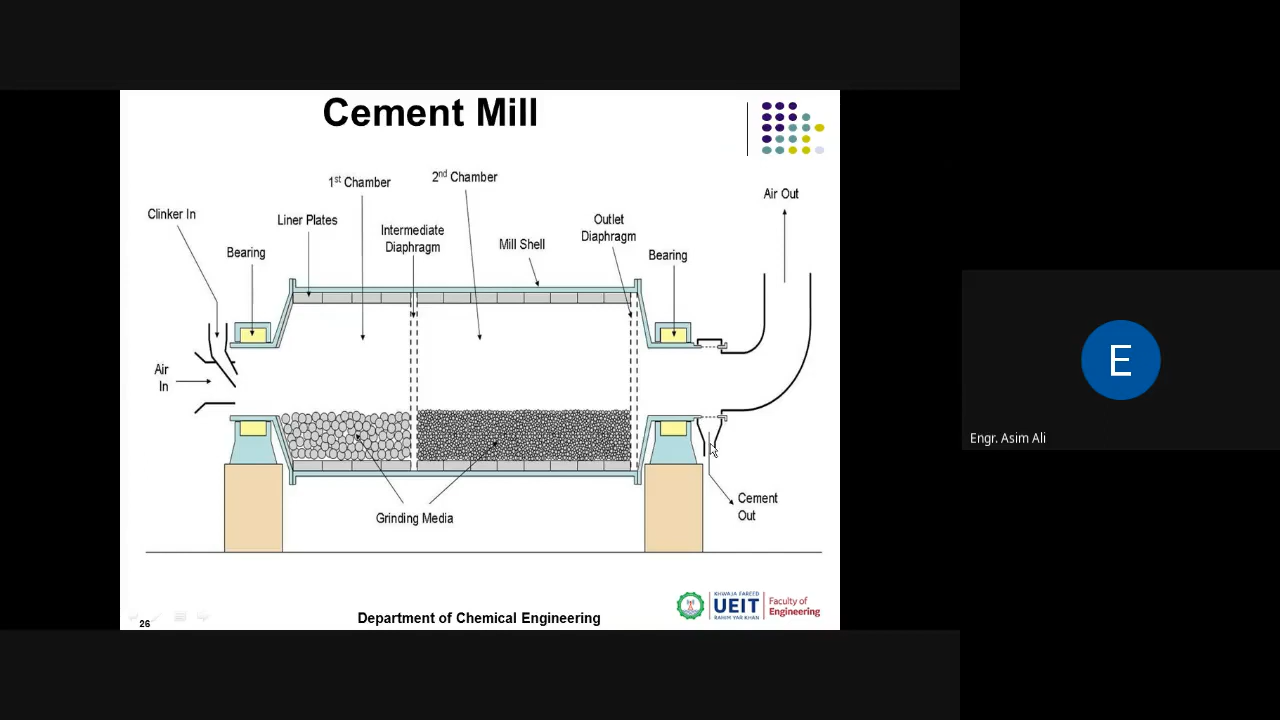 Cement Mill
1st Chamber
2nd Chamber
Air Out
Clinker In
Liner Plates
Intermediate
Diaphragm
Outlet
Diaphragm
Mill Shell
Bearing
Bearing
Air
In
Grinding Media
Cement
Out
26
Department of Chemical Engineering
KHWAJA FAREED
UEIT
RAHIM YAR KHAN
Faculty of
Engineering
E
Engr. Asim Ali